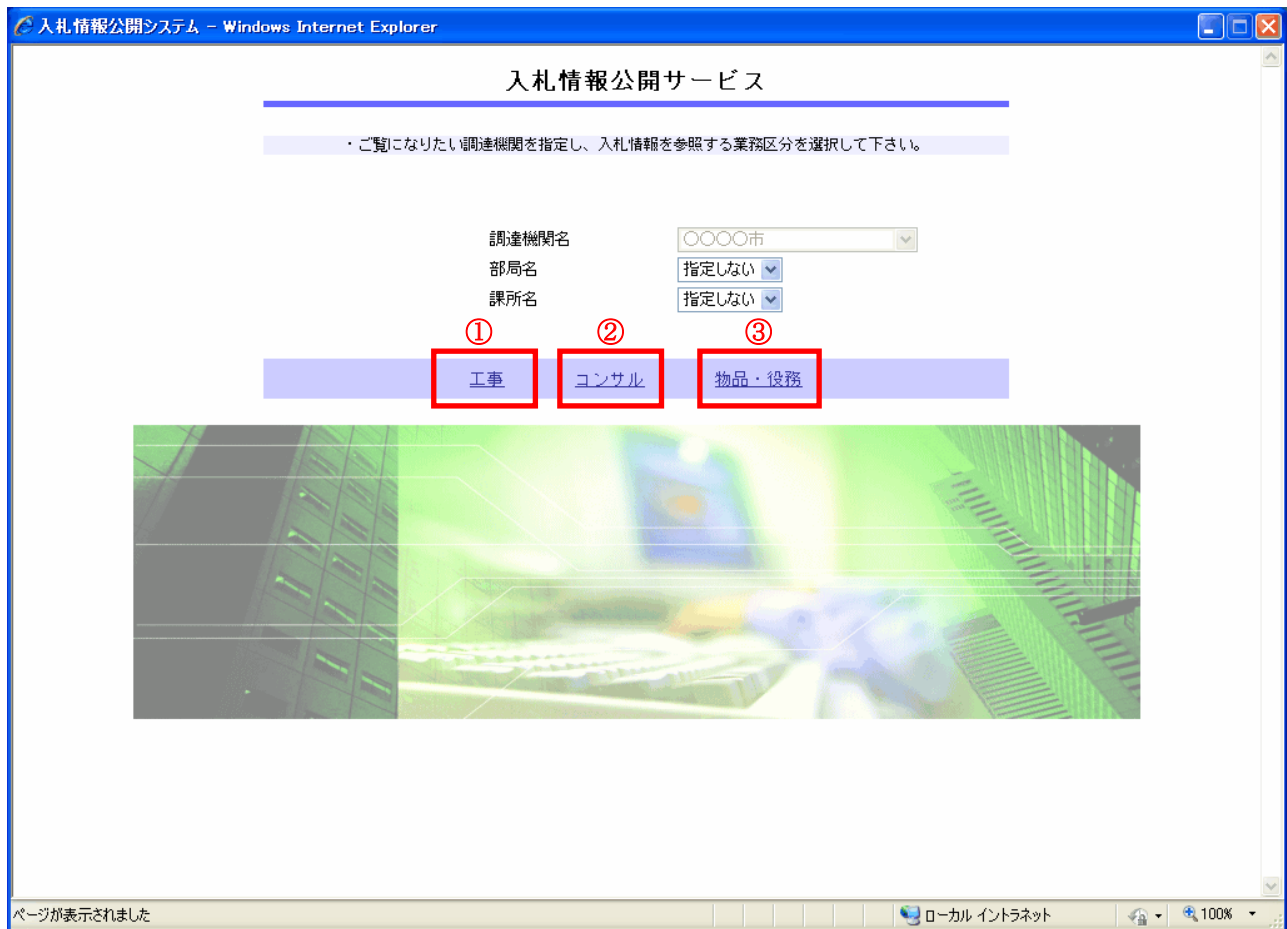 入札情報公開システム - Windows Internet Explorer
入札情報公開サービス
・ご覧になりたい調達機関を指定し、入札情報を参照する業務区分を選択して下さい。
調達機関名 ○○○○市
部局名 指定しない
課所名 指定しない
① ② ③
工事 コンサル 物品・役務
ページが表示されました ローカル イントラネット 100%